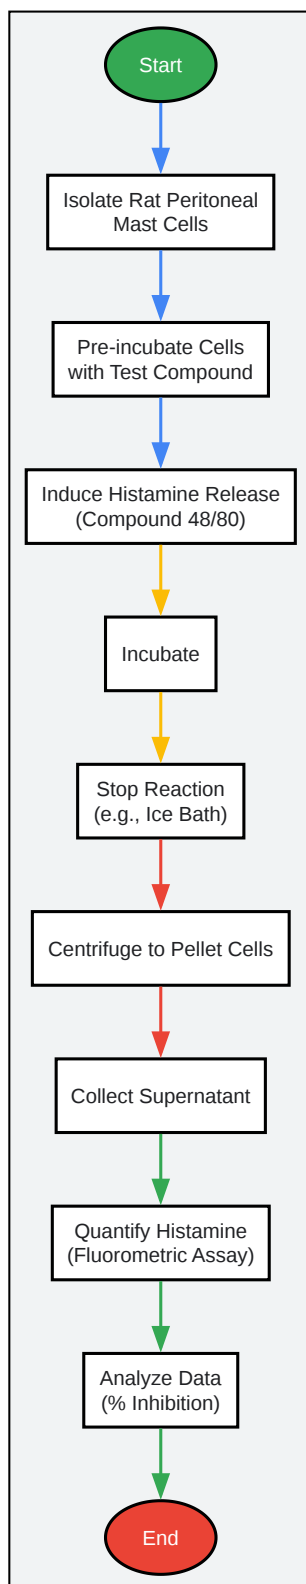 Start
Isolate Rat Peritoneal
Mast Cells
Pre-incubate Cells
with Test Compound
Induce Histamine Release
(Compound 48/80)
Incubate
Stop Reaction
(e.g., Ice Bath)
Centrifuge to Pellet Cells
Collect Supernatant
Quantify Histamine
(Fluorometric Assay)
Analyze Data
(% Inhibition)
End